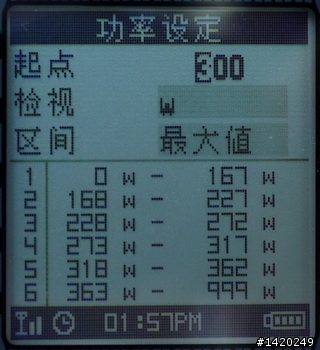 功率设定
起点 300
检视 W
区间 最大值
1 0 W - 167 W
2 168 W - 227 W
3 228 W - 272 W
4 273 W - 317 W
5 318 W - 362 W
6 363 W - 999 W
01:57PM
#1420249